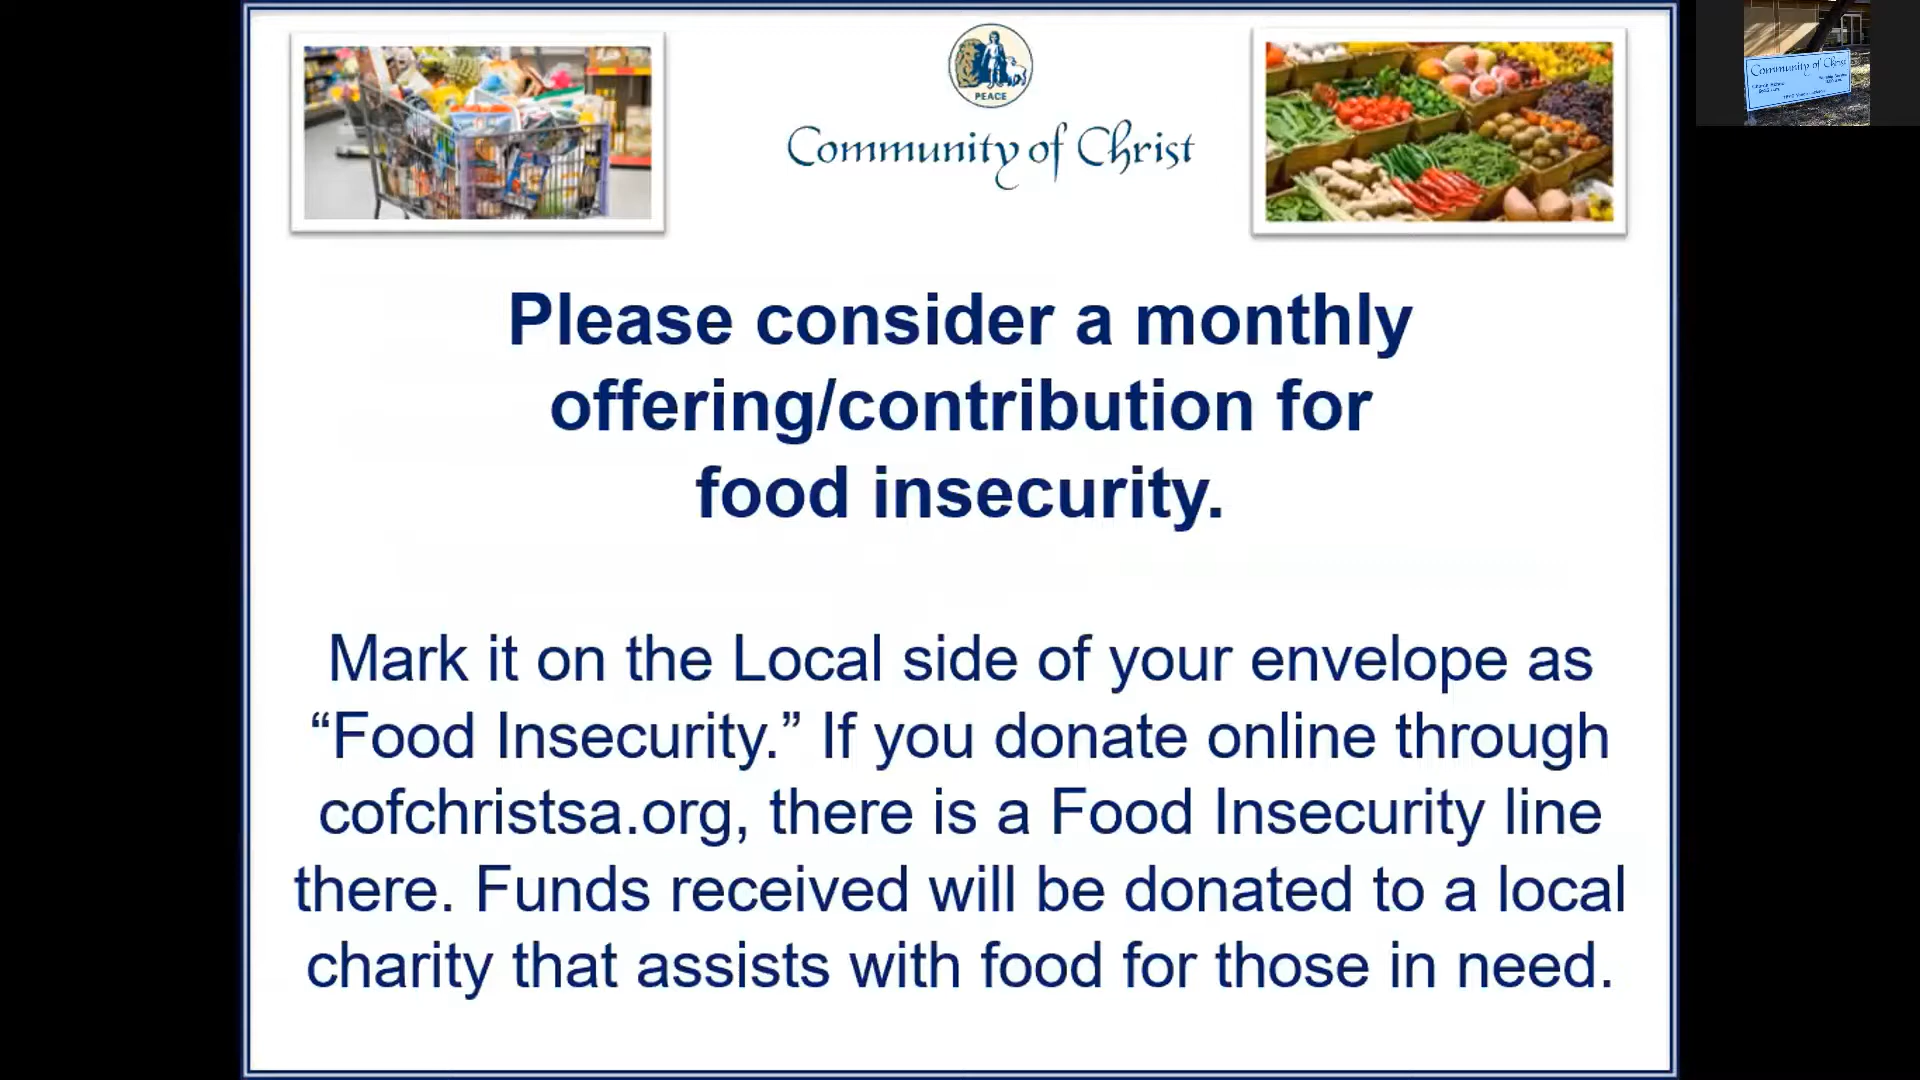 PEACE
Community of Christ
Community of Christ
Please consider a monthly
offering/contribution for
food insecurity.
Mark it on the Local side of your envelope as
“Food Insecurity.” If you donate online through
cofchristsa.org, there is a Food Insecurity line
there. Funds received will be donated to a local
charity that assists with food for those in need.